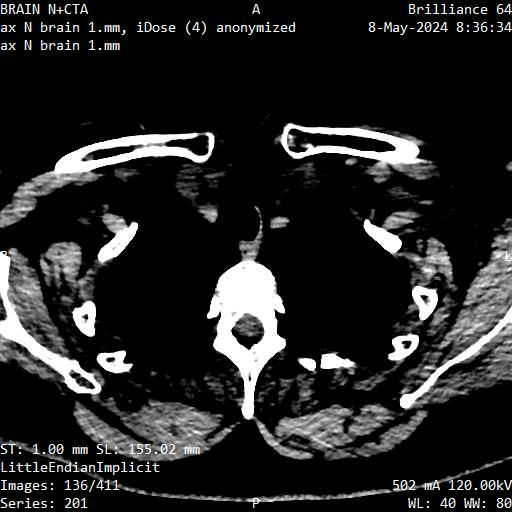 BRAIN N+CTA
A
Brilliance 64
ax N brain 1.mm, iDose (4) anonymized
8-May-2024 8:36:34
ax N brain 1.mm
R
L
ST: 1.00 mm SL: 155.02 mm
LittleEndianImplicit
Images: 136/411
502 mA 120.00kV
Series: 201
P
WL: 40 WW: 80